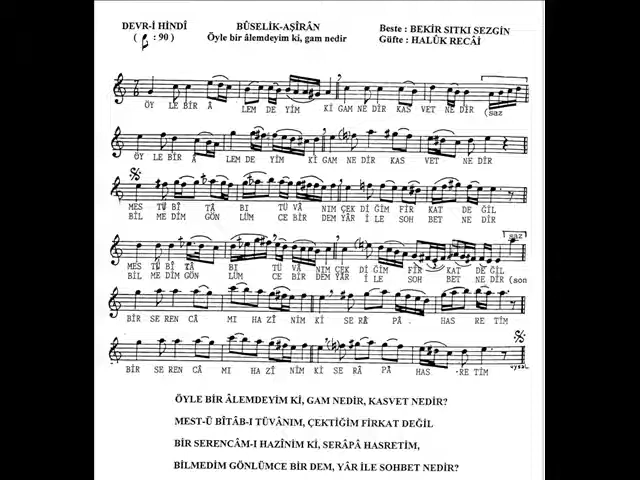 DEVR-İ HİNDÎ
( : 90 )
BÛSELİK-AŞÎRÂN
Öyle bir âlemdeyim ki, gam nedir
Beste : BEKİR SITKI SEZGİN
Güfte : HALÛK RECÂİ
ÖY LE BİR Â LEM DE YİM Kİ GAM NE DİR KAS VET NE DİR (saz
ÖY LE BİR Â LEM DE YİM Kİ GAM NE DİR KAS VET NE DİR
MES TÜ BÎ TÂ BI TÜ VÂ NIM ÇEK Dİ ĞİM FİR KAT DE ĞİL
BİL ME DİM GÖN LÜM CE BİR DEM YÂR İ LE SOH BET NE DİR
saz
MES TÜ BÎ TÂ BI TÜ VÂ NIM ÇEK Dİ ĞİM FİR KAT DE ĞİL
BİL ME DİM GÖN LÜM CE BİR DEM YÂR İ LE SOH BET NE DİR (son
BİR SE REN CÂ MI HA ZÎ NİM Kİ SE RÂ PÂ - HAS RE TİM
BİR SE REN CÂ MI HA ZÎ NİM Kİ SE RÂ PÂ HAS - RE TİM
ÖYLE BİR ÂLEMDEYİM Kİ, GAM NEDİR, KASVET NEDİR?
MEST-Ü BÎTÂB-I TÜVÂNIM, ÇEKTİĞİM FİRKAT DEĞİL
BİR SERENCÂM-I HAZÎNİM Kİ, SERÂPÂ HASRETİM,
BİLMEDİM GÖNLÜMCE BİR DEM, YÂR İLE SOHBET NEDİR?